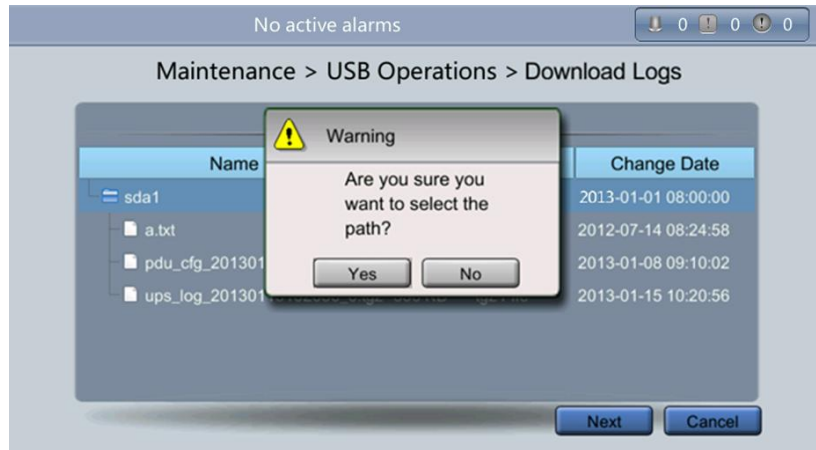 No active alarms
0 0 0
Maintenance > USB Operations > Download Logs
Warning
Name Change Date
Are you sure you
want to select the
path?
sda1 2013-01-01 08:00:00
a.txt 2012-07-14 08:24:58
pdu_cfg_201301 2013-01-08 09:10:02
Yes No
ups_log_201301 2013-01-15 10:20:56
Next Cancel